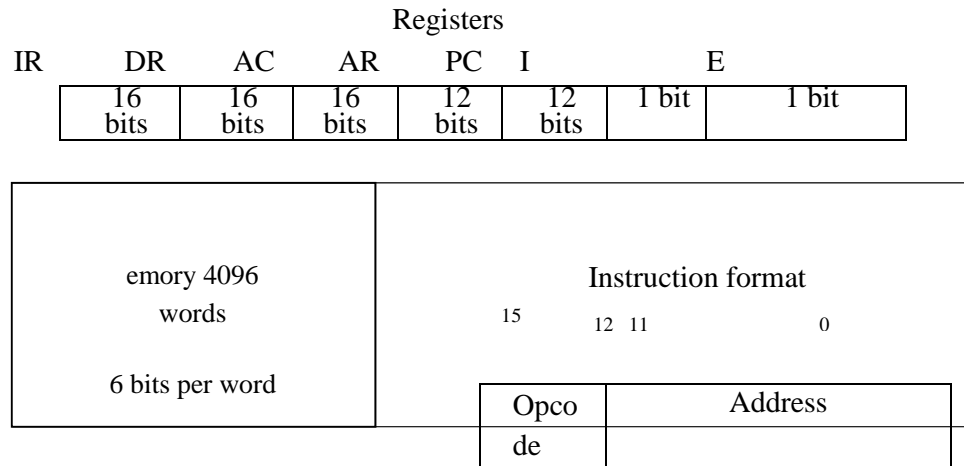 Registers
IR DR AC AR PC I E
16 bits 16 bits 16 bits 12 bits 12 bits 1 bit 1 bit
emory 4096
words
6 bits per word
Instruction format
15 12 11 0
Opco
de
Address